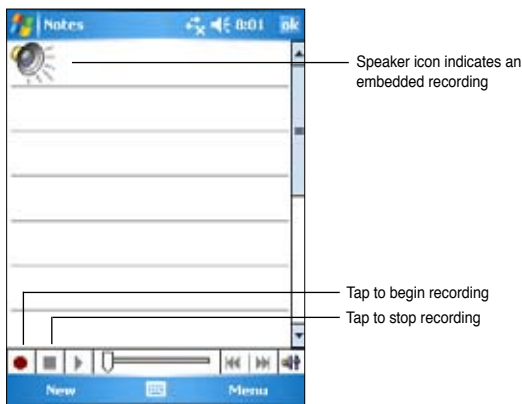 Notes 8:01 ok
Speaker icon indicates an
embedded recording
Tap to begin recording
Tap to stop recording
New Menu